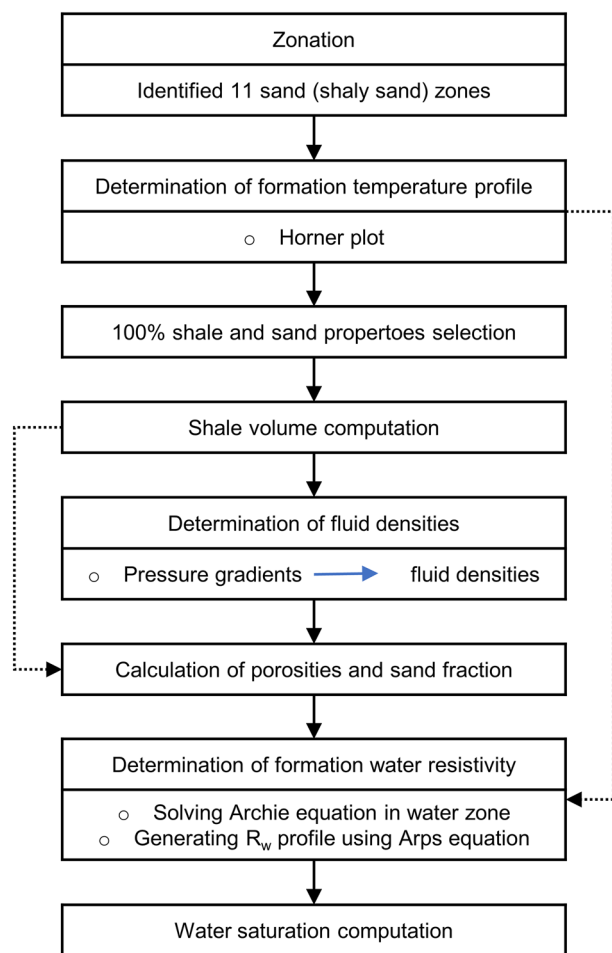 Zonation
Identified 11 sand (shaly sand) zones
Determination of formation temperature profile
o Horner plot
100% shale and sand propertoes selection
Shale volume computation
Determination of fluid densities
o Pressure gradients fluid densities
Calculation of porosities and sand fraction
Determination of formation water resistivity
o Solving Archie equation in water zone
o Generating Rw profile using Arps equation
Water saturation computation